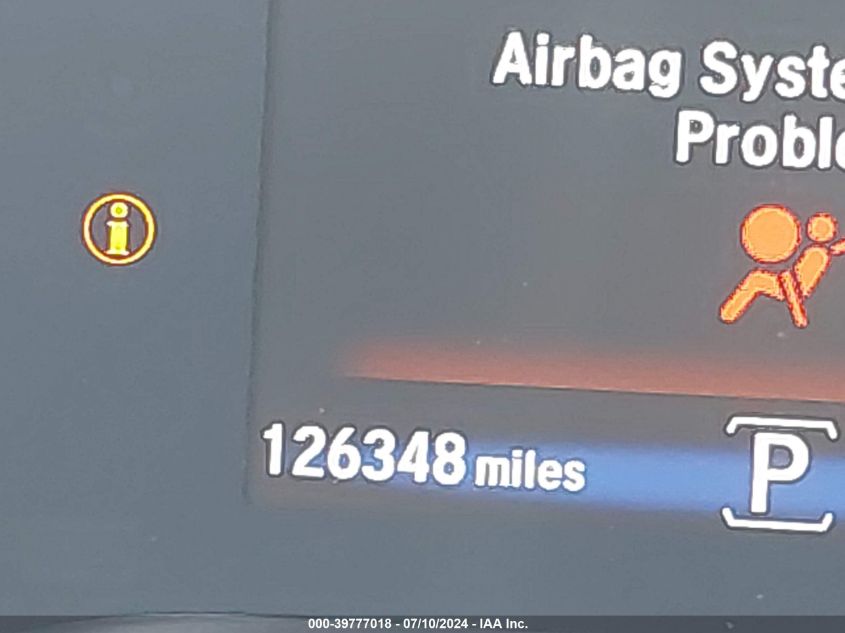 Airbag Syste
Proble
126348 miles
P
000-39777018 - 07/10/2024 - IAA Inc.